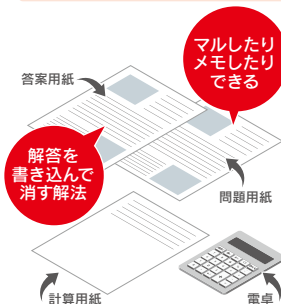 マルしたり
メモしたり
できる
答案用紙
解答を
書き込んで
消す解法
問題用紙
計算用紙
電卓